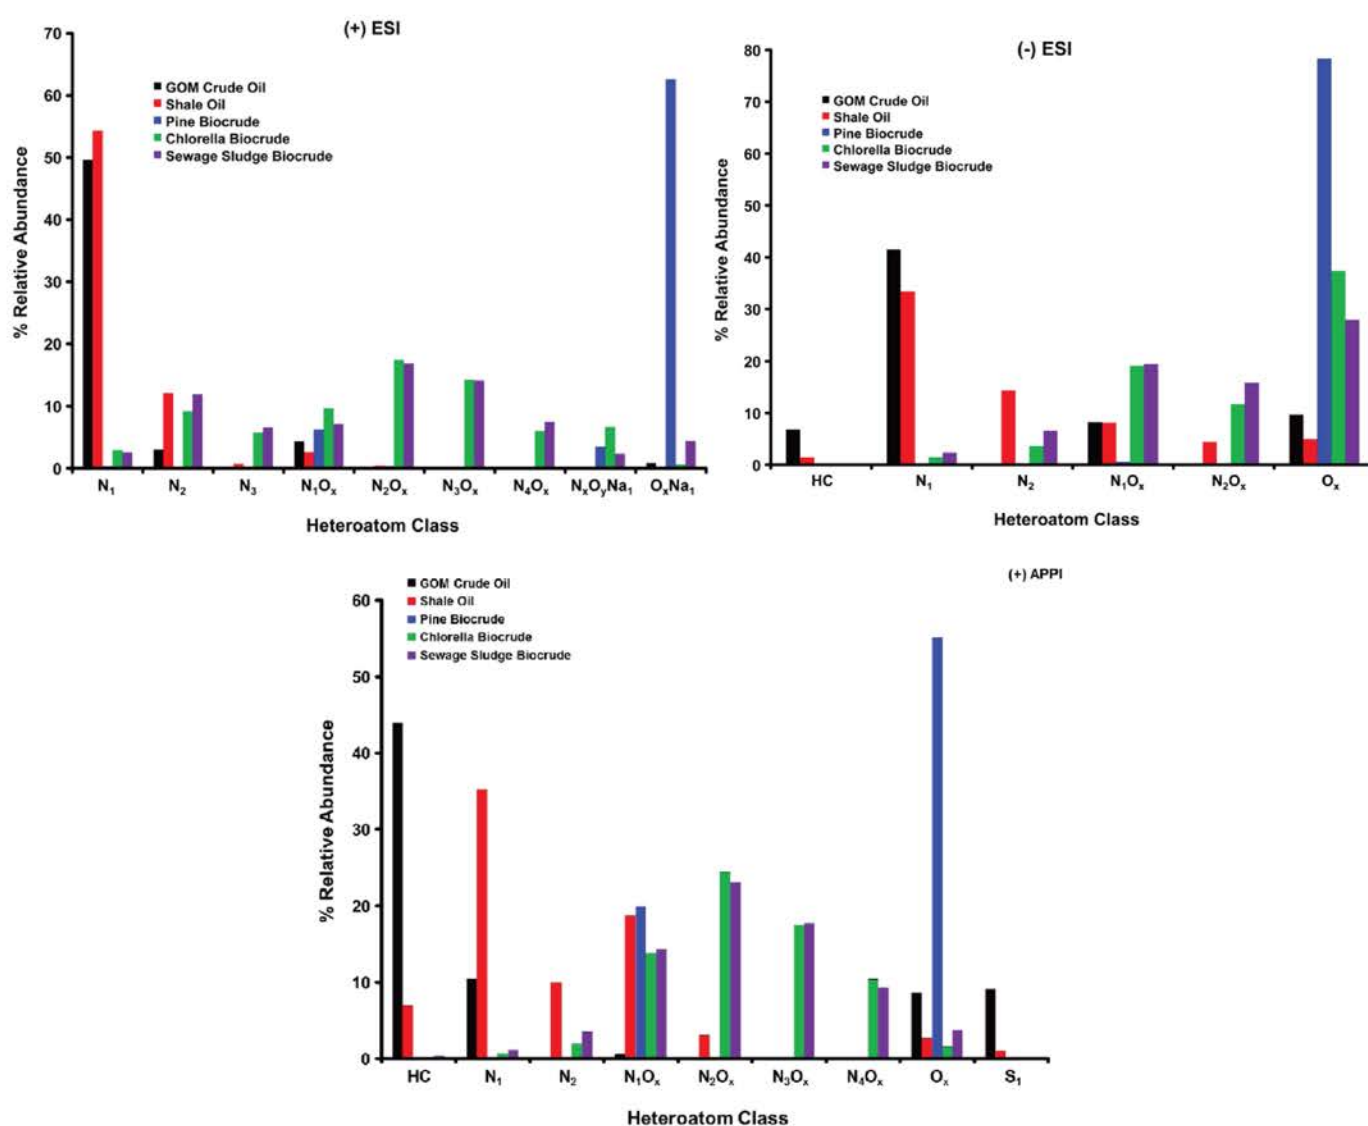 (+) ESI
70
60
50
40
30
20
10
0
% Relative Abundance
GOM Crude Oil
Shale Oil
Pine Biocrude
Chlorella Biocrude
Sewage Sludge Biocrude
N₁ N₂ N₃ N₁Oₓ N₂Oₓ N₃Oₓ N₄Oₓ NₓOᵧNa₁ OₓNa₁
Heteroatom Class
(-) ESI
80
70
60
50
40
30
20
10
0
% Relative Abundance
GOM Crude Oil
Shale Oil
Pine Biocrude
Chlorella Biocrude
Sewage Sludge Biocrude
HC N₁ N₂ N₁Oₓ N₂Oₓ Oₓ
Heteroatom Class
(+) APPI
60
50
40
30
20
10
0
% Relative Abundance
GOM Crude Oil
Shale Oil
Pine Biocrude
Chlorella Biocrude
Sewage Sludge Biocrude
HC N₁ N₂ N₁Oₓ N₂Oₓ N₃Oₓ N₄Oₓ Oₓ S₁
Heteroatom Class